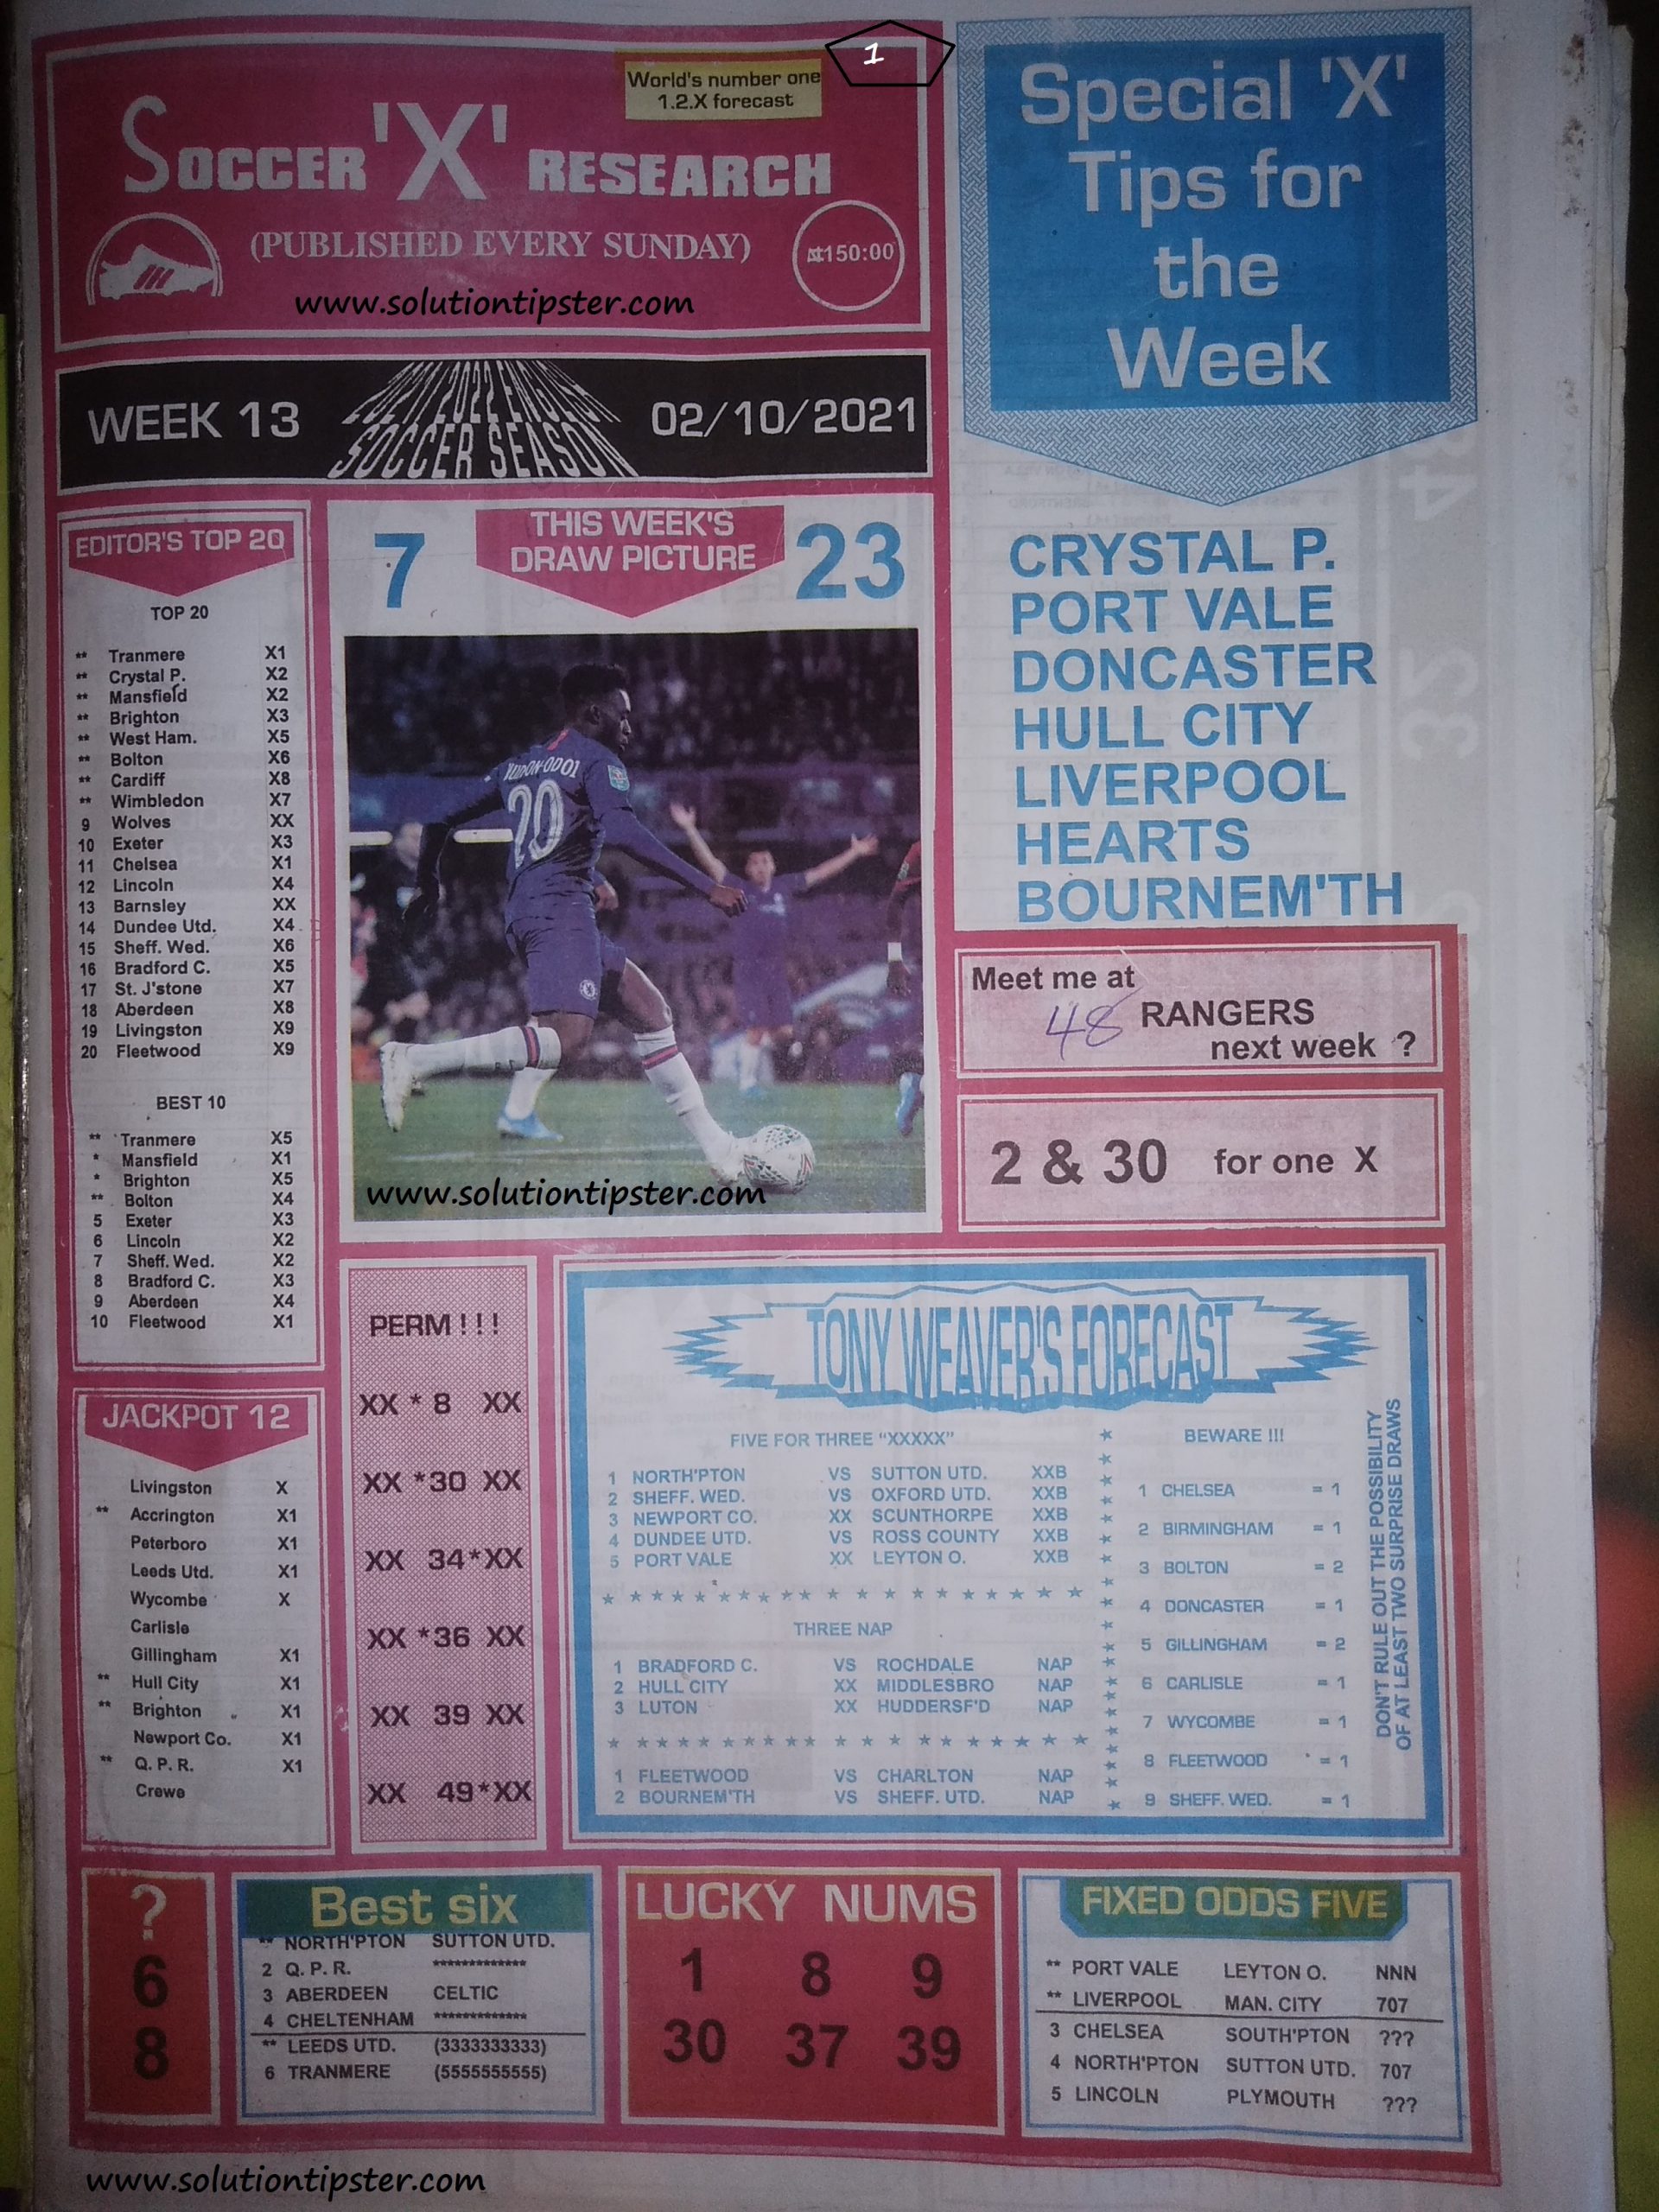 1
World's number one
1.2.X forecast
SOCCER 'X' RESEARCH
(PUBLISHED EVERY SUNDAY)
₦150:00
www.solutiontipster.com
WEEK 13
2021/2022 ENGLISH
SOCCER SEASON
02/10/2021
Special 'X'
Tips for
the
Week
CRYSTAL P.
PORT VALE
DONCASTER
HULL CITY
LIVERPOOL
HEARTS
BOURNEM'TH
Meet me at
48 RANGERS
next week ?
2 & 30 for one X
EDITOR'S TOP 20
TOP 20
** Tranmere X1
** Crystal P. X2
** Mansfield X2
** Brighton X3
** West Ham. X5
** Bolton X6
** Cardiff X8
** Wimbledon X7
9 Wolves XX
10 Exeter X3
11 Chelsea X1
12 Lincoln X4
13 Barnsley XX
14 Dundee Utd. X4
15 Sheff. Wed. X6
16 Bradford C. X5
17 St. J'stone X7
18 Aberdeen X8
19 Livingston X9
20 Fleetwood X9
BEST 10
** Tranmere X5
* Mansfield X1
* Brighton X5
** Bolton X4
5 Exeter X3
6 Lincoln X2
7 Sheff. Wed. X2
8 Bradford C. X3
9 Aberdeen X4
10 Fleetwood X1
7
THIS WEEK'S
DRAW PICTURE
23
20
www.solutiontipster.com
JACKPOT 12
Livingston X
** Accrington X1
Peterboro X1
Leeds Utd. X1
Wycombe X
Carlisle
Gillingham X1
** Hull City X1
** Brighton X1
Newport Co. X1
** Q. P. R. X1
Crewe
PERM ! ! !
XX * 8 XX
XX *30 XX
XX 34*XX
XX *36 XX
XX 39 XX
XX 49*XX
TONY WEAVER'S FORECAST
FIVE FOR THREE "XXXXX"
1 NORTH'PTON VS SUTTON UTD. XXB
2 SHEFF. WED. VS OXFORD UTD. XXB
3 NEWPORT CO. XX SCUNTHORPE XXB
4 DUNDEE UTD. VS ROSS COUNTY XXB
5 PORT VALE XX LEYTON O. XXB
THREE NAP
1 BRADFORD C. VS ROCHDALE NAP
2 HULL CITY XX MIDDLESBRO NAP
3 LUTON XX HUDDERSF'D NAP
1 FLEETWOOD VS CHARLTON NAP
2 BOURNEM'TH VS SHEFF. UTD. NAP
BEWARE !!!
1 CHELSEA = 1
2 BIRMINGHAM = 1
3 BOLTON = 2
4 DONCASTER = 1
5 GILLINGHAM = 2
6 CARLISLE = 1
7 WYCOMBE = 1
8 FLEETWOOD = 1
9 SHEFF. WED. = 1
DON'T RULE OUT THE POSSIBILITY
OF AT LEAST TWO SURPRISE DRAWS
?
6
8
Best six
** NORTH'PTON SUTTON UTD.
2 Q. P. R. *************
3 ABERDEEN CELTIC
4 CHELTENHAM *************
** LEEDS UTD. (3333333333)
6 TRANMERE (5555555555)
LUCKY NUMS
1 8 9
30 37 39
FIXED ODDS FIVE
** PORT VALE LEYTON O. NNN
** LIVERPOOL MAN. CITY 707
3 CHELSEA SOUTH'PTON ???
4 NORTH'PTON SUTTON UTD. 707
5 LINCOLN PLYMOUTH ???
www.solutiontipster.com